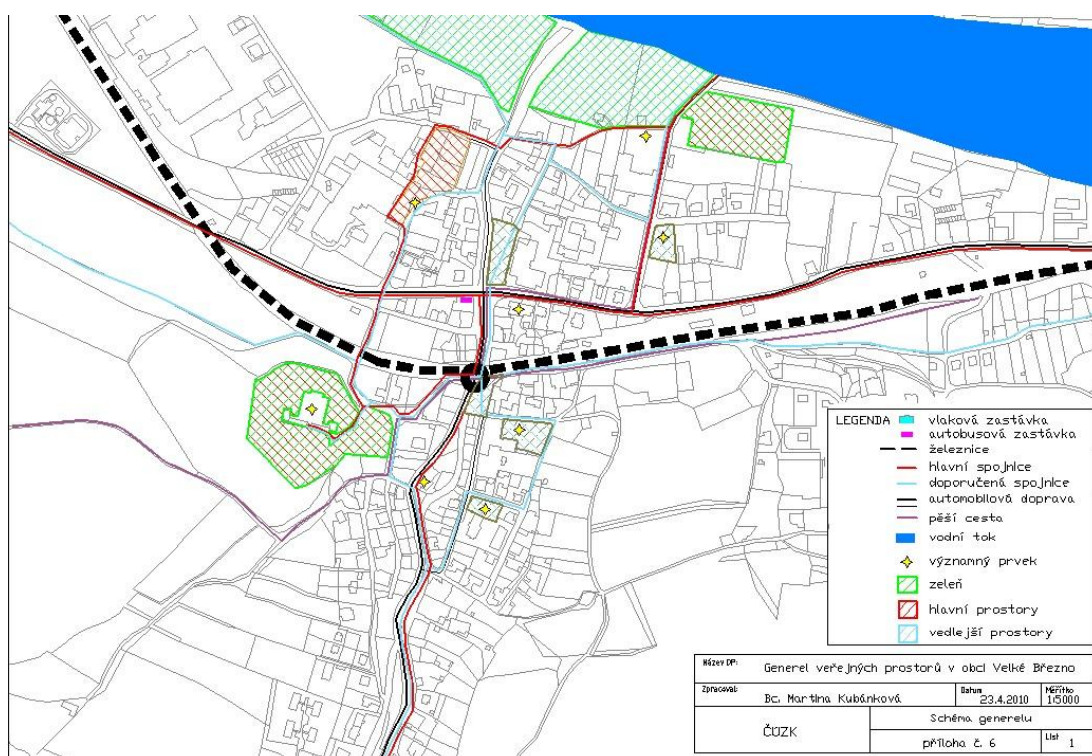 LEGENDA
vlaková zastávka
autobusová zastávka
železnice
hlavní spojnice
doporučená spojnice
automobilová doprava
pěší cesta
vodní tok
význanný prvek
zeleň
hlavní prostory
vedlejší prostory
Název DP: Generel veřejných prostorů v obci Velké Březno
Zpracoval: Bc. Martina Kubánková
Datum 23.4.2010
Měřítko 1:5000
ČÚZK
Schéma generelu
příloha č. 6
List 1